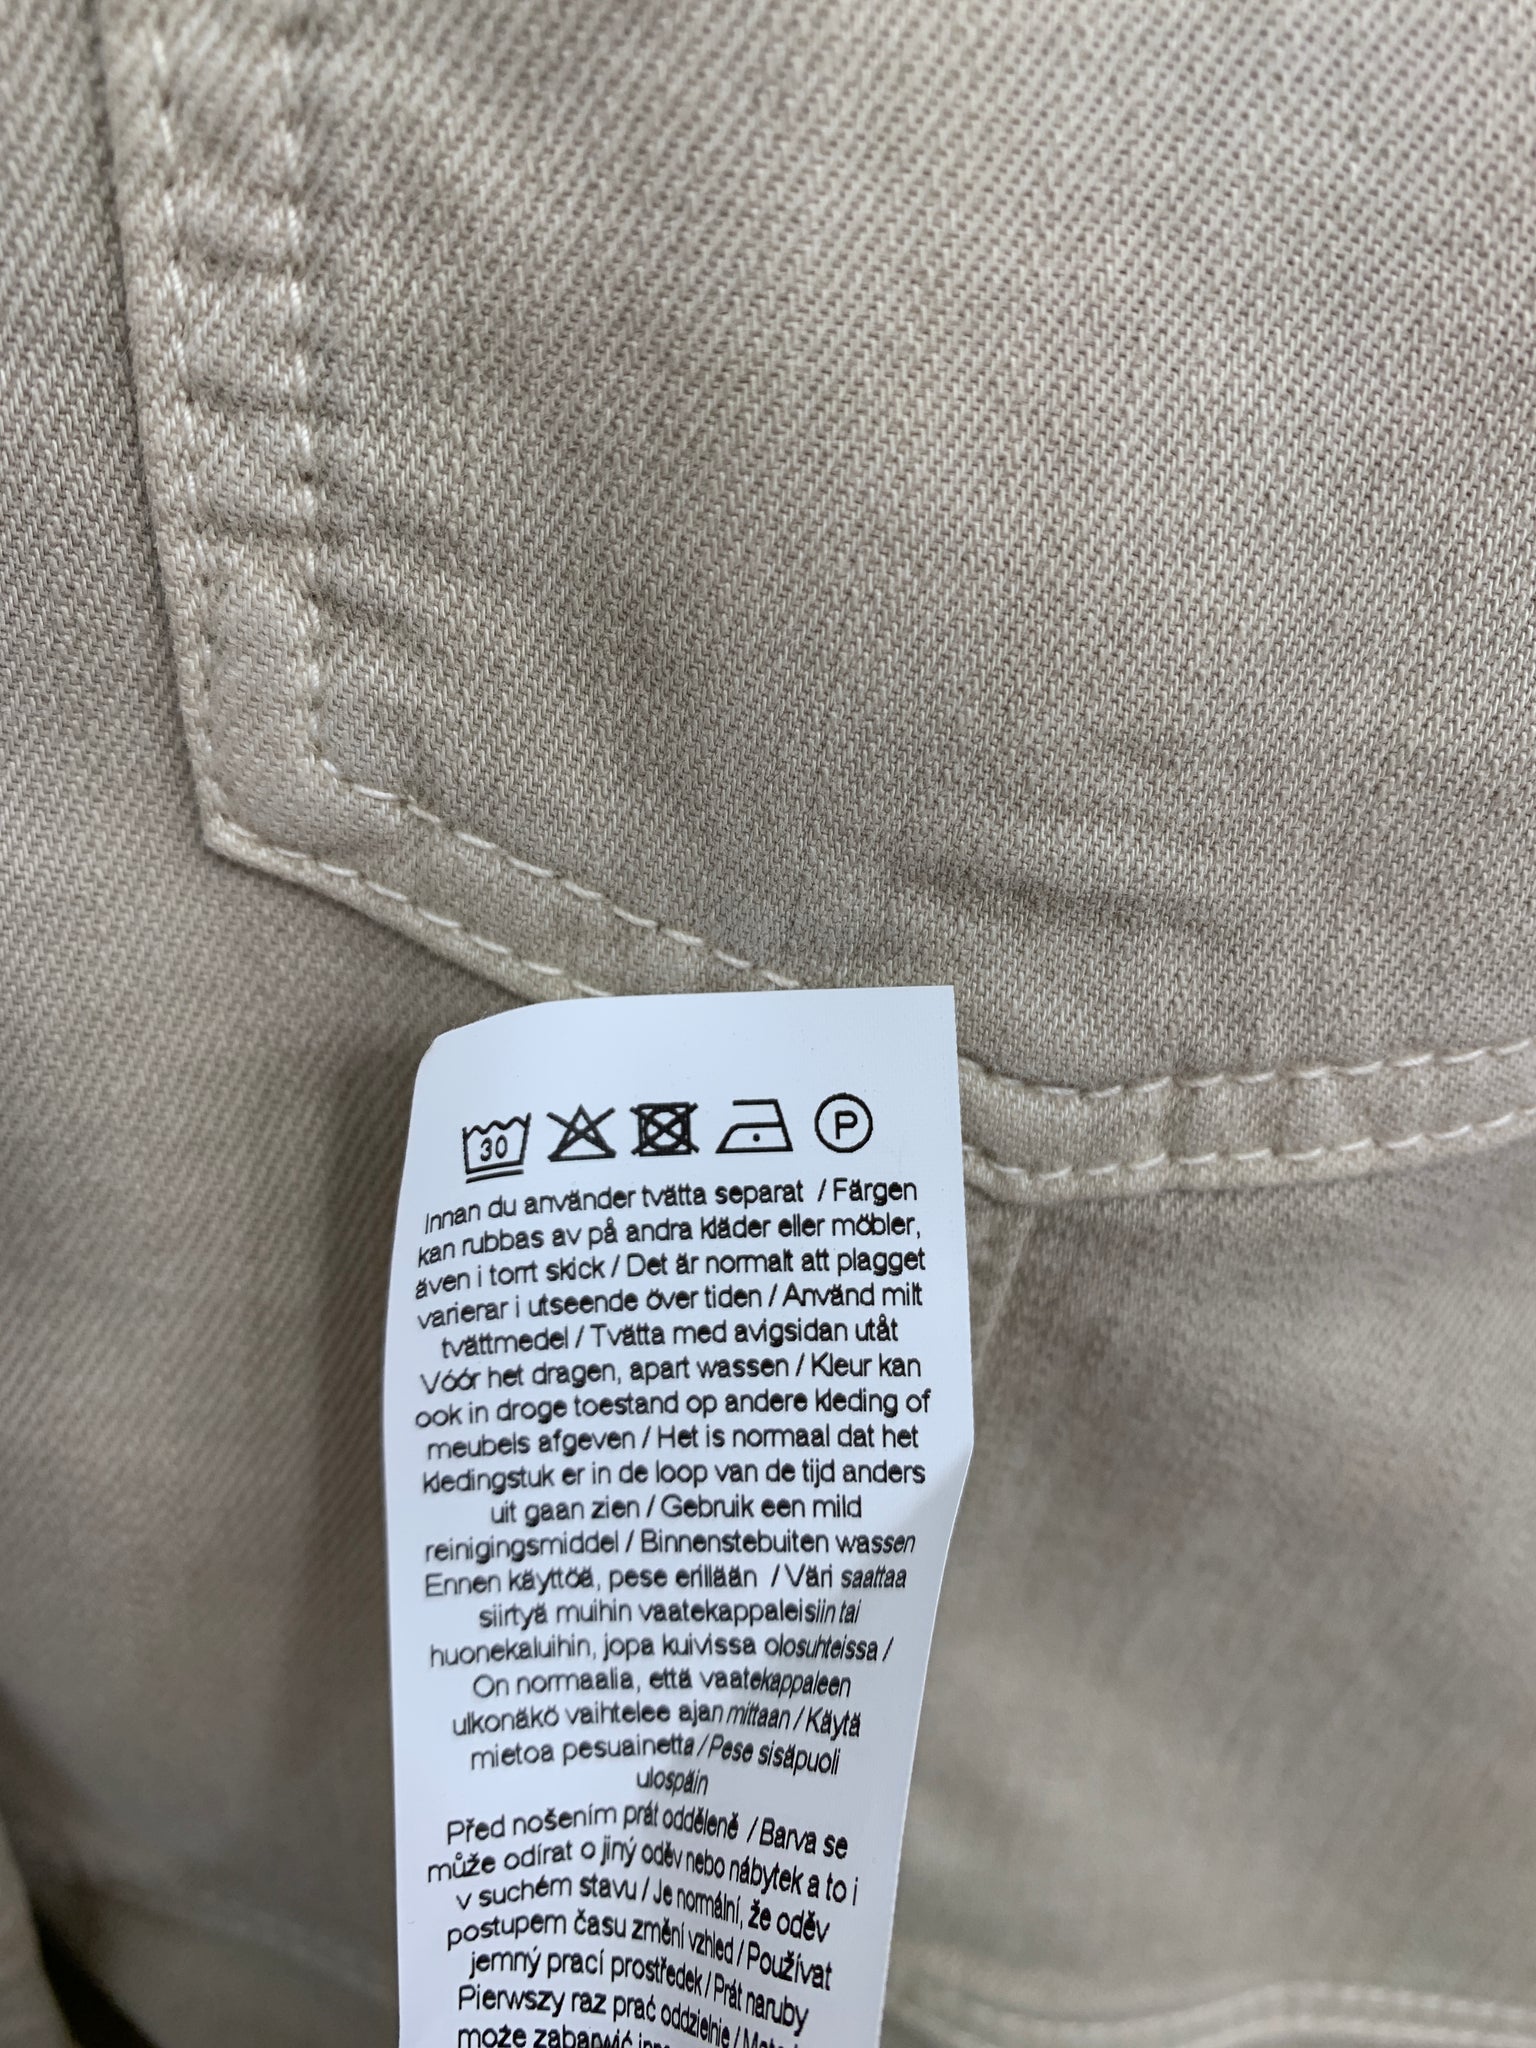 30 P
Innan du använder tvätta separat / Färgen
kan rubbas av på andra kläder eller möbler,
även i torrt skick / Det är normalt att plagget
varierar i utseende över tiden / Använd milt
tvättmedel / Tvätta med avigsidan utåt
Vóór het dragen, apart wassen / Kleur kan
ook in droge toestand op andere kleding of
meubels afgeven / Het is normaal dat het
kledingstuk er in de loop van de tijd anders
uit gaan zien / Gebruik een mild
reinigingsmiddel / Binnenstebuiten wassen
Ennen käyttöä, pese erillään / Väri saattaa
siirtyä muihin vaatekappaleisiin tai
huonekaluihin, jopa kuivissa olosuhteissa /
On normaalia, että vaatekappaleen
ulkonäkö vaihtelee ajan mittaan / Käytä
mietoa pesuainetta / Pese sisäpuoli
ulospäin
Před nošením prát odděleně / Barva se
může odírat o jiný oděv nebo nábytek a to i
v suchém stavu / Je normální, že oděv
postupem času změní vzhled / Používat
jemný prací prostředek / Prát naruby
Pierwszy raz prać oddzielnie /
może zabarwić